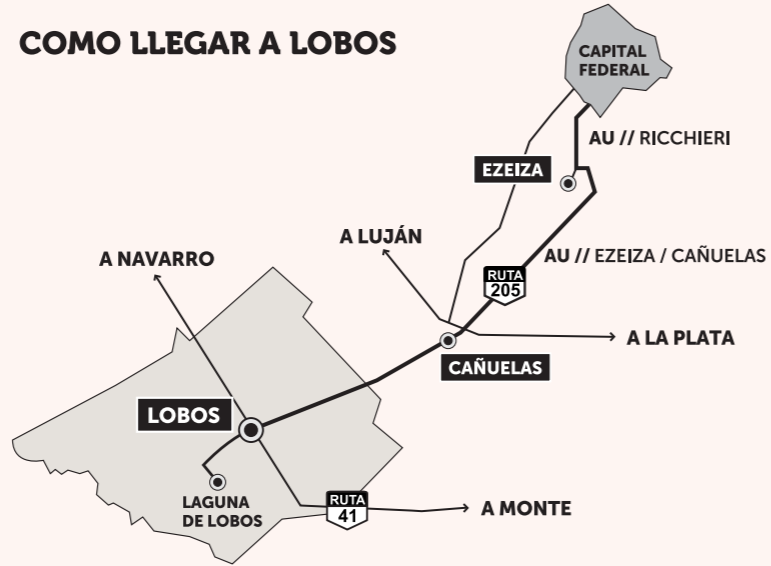 COMO LLEGAR A LOBOS
CAPITAL
FEDERAL
AU // RICCHIERI
EZEIZA
A LUJÁN
A NAVARRO
AU // EZEIZA / CAÑUELAS
RUTA
205
A LA PLATA
CAÑUELAS
LOBOS
LAGUNA
DE LOBOS
RUTA
41
A MONTE